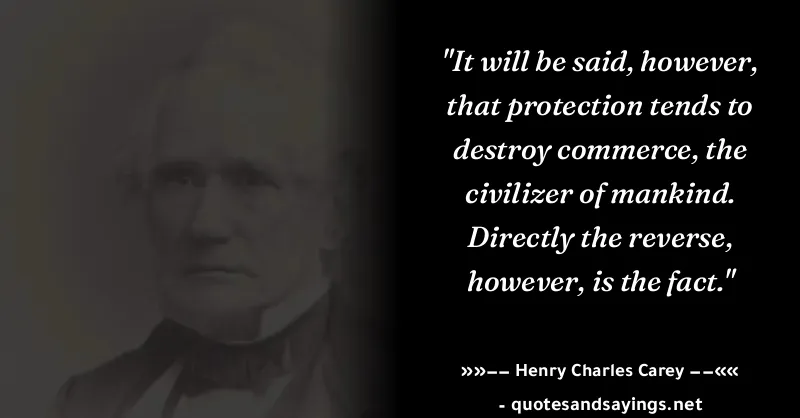 "It will be said, however,
that protection tends to
destroy commerce, the
civilizer of mankind.
Directly the reverse,
however, is the fact."
»»−− Henry Charles Carey −−««
- quotesandsayings.net